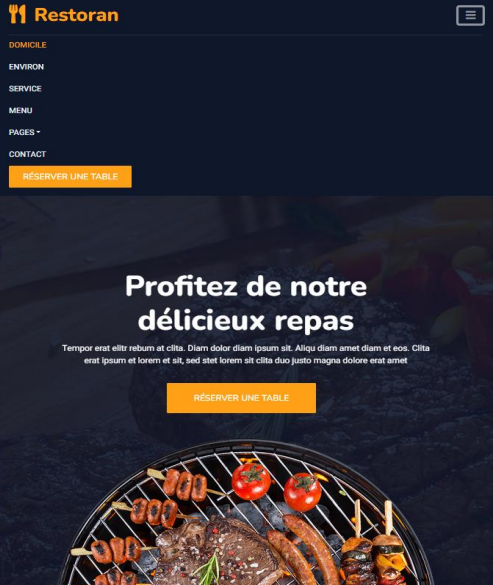 Restoran
DOMICILE
ENVIRON
SERVICE
MENU
PAGES
CONTACT
RÉSERVER UNE TABLE
Profitez de notre
délicieux repas
Tempor erat elitr rebum at clita. Diam dolor diam ipsum sit. Aliqu diam amet diam et eos. Clita
erat ipsum et lorem et sit, sed stet lorem sit clita duo justo magna dolore erat amet
RÉSERVER UNE TABLE